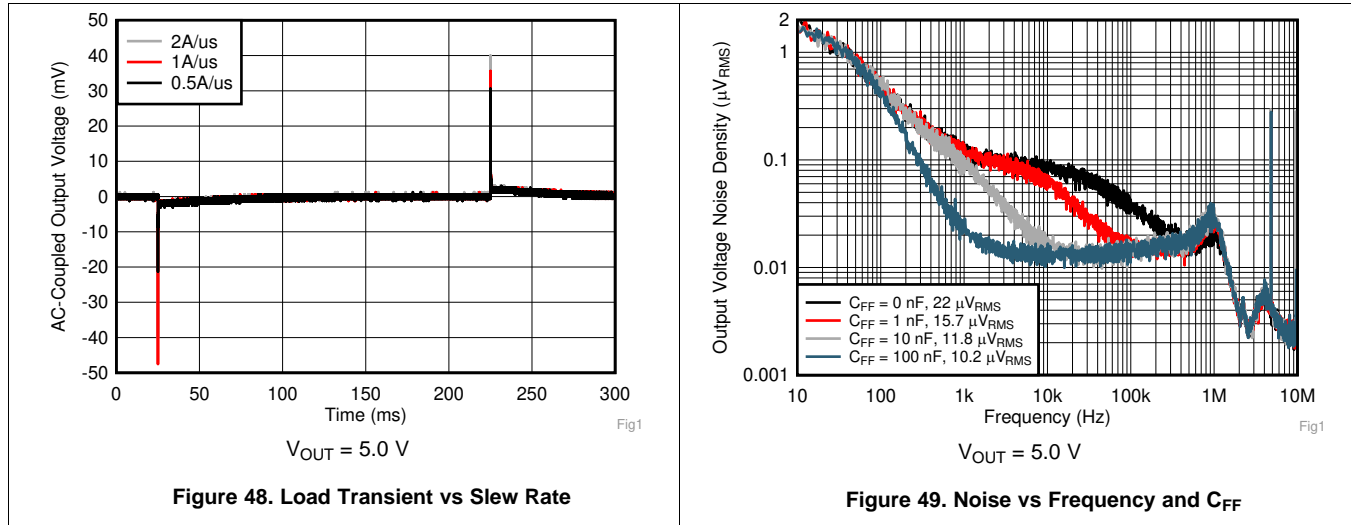 2A/us
1A/us
0.5A/us
AC-Coupled Output Voltage (mV)
50
40
30
20
10
0
-10
-20
-30
-40
-50
0 50 100 150 200 250 300
Time (ms)
Fig1
VOUT = 5.0 V
Figure 48. Load Transient vs Slew Rate
Output Voltage Noise Density (µVRMS)
2
1
0.1
0.01
0.001
CFF = 0 nF, 22 µVRMS
CFF = 1 nF, 15.7 µVRMS
CFF = 10 nF, 11.8 µVRMS
CFF = 100 nF, 10.2 µVRMS
10 100 1k 10k 100k 1M 10M
Frequency (Hz)
Fig1
VOUT = 5.0 V
Figure 49. Noise vs Frequency and CFF